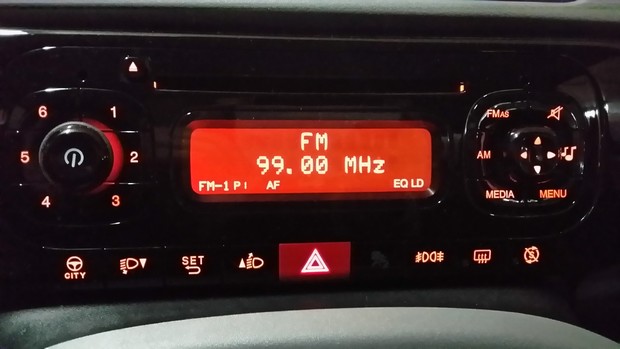 6 1
5 2
4 3
FM
99.00 MHz
FM-1 P: AF EQ LD
FMAS
AM
MEDIA MENU
CITY
SET